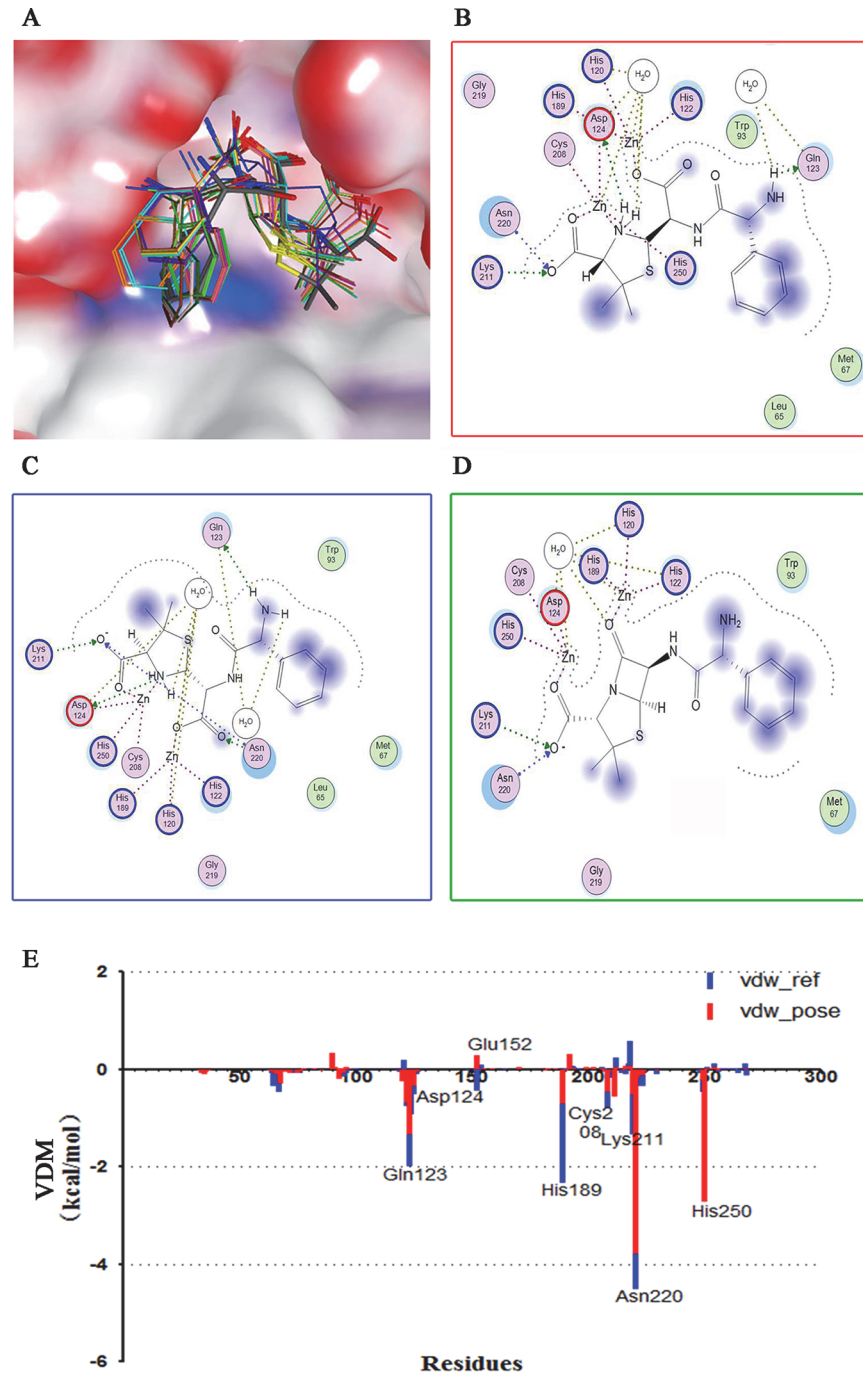 A
B
His
120
H₂O
Gly
219
His
189
Asp
124
His
122
H₂O
Trp
93
Cys
208
Zn
Gln
123
O
O
H
NH
Zn
H
H
Asn
220
O
N
NH
O
Lys
211
O-
H
S
His
250
Met
67
Leu
65
C
D
Gln
123
Trp
93
H₂O
H
N
H
Lys
211
O
H
S
O
O
NH
Asp
124
N
H
Zn
H₂O
His
250
Cys
208
O
O
Asn
220
Zn
Met
67
His
189
His
122
Leu
65
His
120
Gly
219
His
120
H₂O
Cys
208
His
189
His
122
Trp
93
Asp
124
Zn
His
250
O
H
N
NH₂
Zn
O
N
H
O
Lys
211
O-
S
Asn
220
Met
67
Gly
219
E
2
vdw_ref
vdw_pose
Glu152
0
50
100
150
200
250
300
Asp124
Cys2
08
Lys211
-2
Gln123
His189
His250
-4
Asn220
-6
VDM
(kcal/mol)
Residues